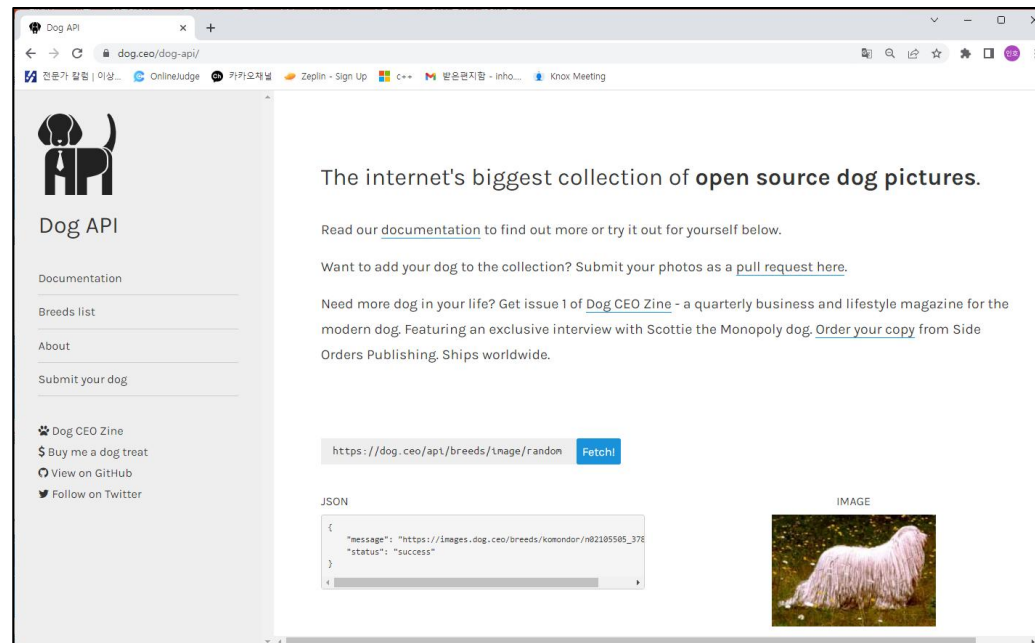 Dog API
dog.ceo/dog-api/
인호
전문가 칼럼 | 이상...
OnlineJudge
카카오채널
Zeplin - Sign Up
C++
받은편지함 - inho....
Knox Meeting
API
Dog API
Documentation
Breeds list
About
Submit your dog
Dog CEO Zine
$ Buy me a dog treat
View on GitHub
Follow on Twitter
The internet's biggest collection of open source dog pictures.
Read our documentation to find out more or try it out for yourself below.
Want to add your dog to the collection? Submit your photos as a pull request here.
Need more dog in your life? Get issue 1 of Dog CEO Zine - a quarterly business and lifestyle magazine for the
modern dog. Featuring an exclusive interview with Scottie the Monopoly dog. Order your copy from Side
Orders Publishing. Ships worldwide.
https://dog.ceo/api/breeds/image/random Fetch!
JSON
{
"message": "https://images.dog.ceo/breeds/komondor/n02105505_378
"status": "success"
}
IMAGE